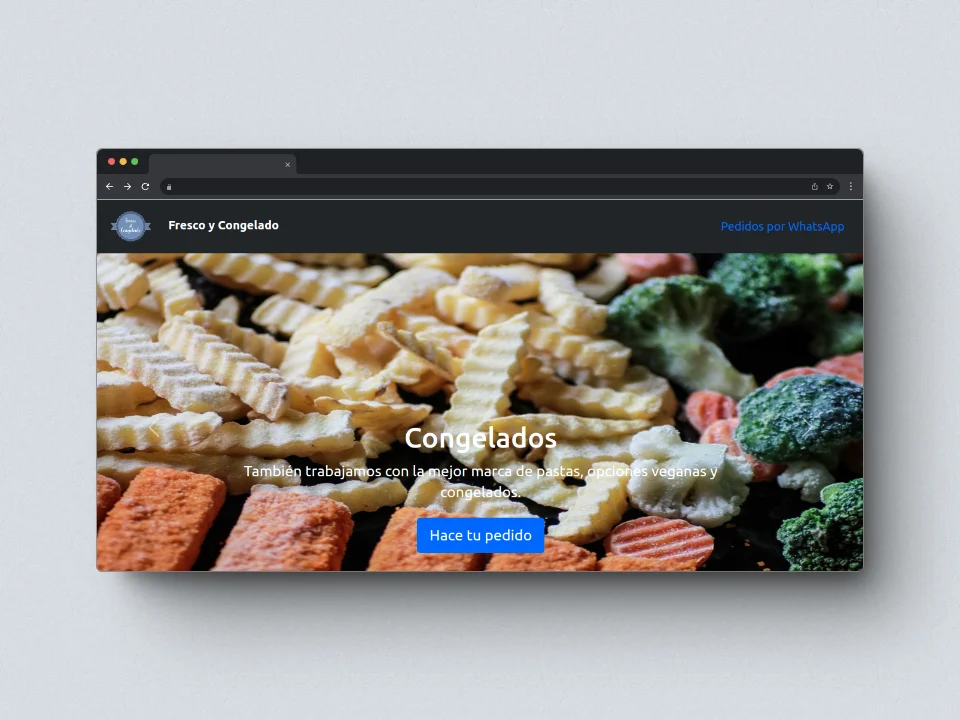 Fresco y Congelado
Pedidos por WhatsApp
Congelados
También trabajamos con la mejor marca de pastas, opciones veganas y
congelados.
Hace tu pedido